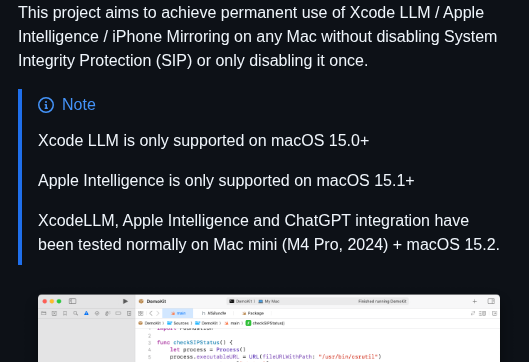 This project aims to achieve permanent use of Xcode LLM / Apple
Intelligence / iPhone Mirroring on any Mac without disabling System
Integrity Protection (SIP) or only disabling it once.
Note
Xcode LLM is only supported on macOS 15.0+
Apple Intelligence is only supported on macOS 15.1+
XcodeLLM, Apple Intelligence and ChatGPT integration have
been tested normally on Mac mini (M4 Pro, 2024) + macOS 15.2.
DemoKit
DemoKit
My Mac
Finished running DemoKit
main
Package
DemoKit
Sources
DemoKit
main
checkSIPStatus()
import Foundation
2
3 func checkSIPStatus() {
4 let process = Process()
5 process.executableURL = URL(fileURLWithPath: "/usr/bin/csrutil")